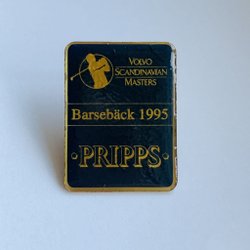 VOLVO
SCANDINAVIAN
MASTERS
Barsebäck 1995
·PRIPPS·